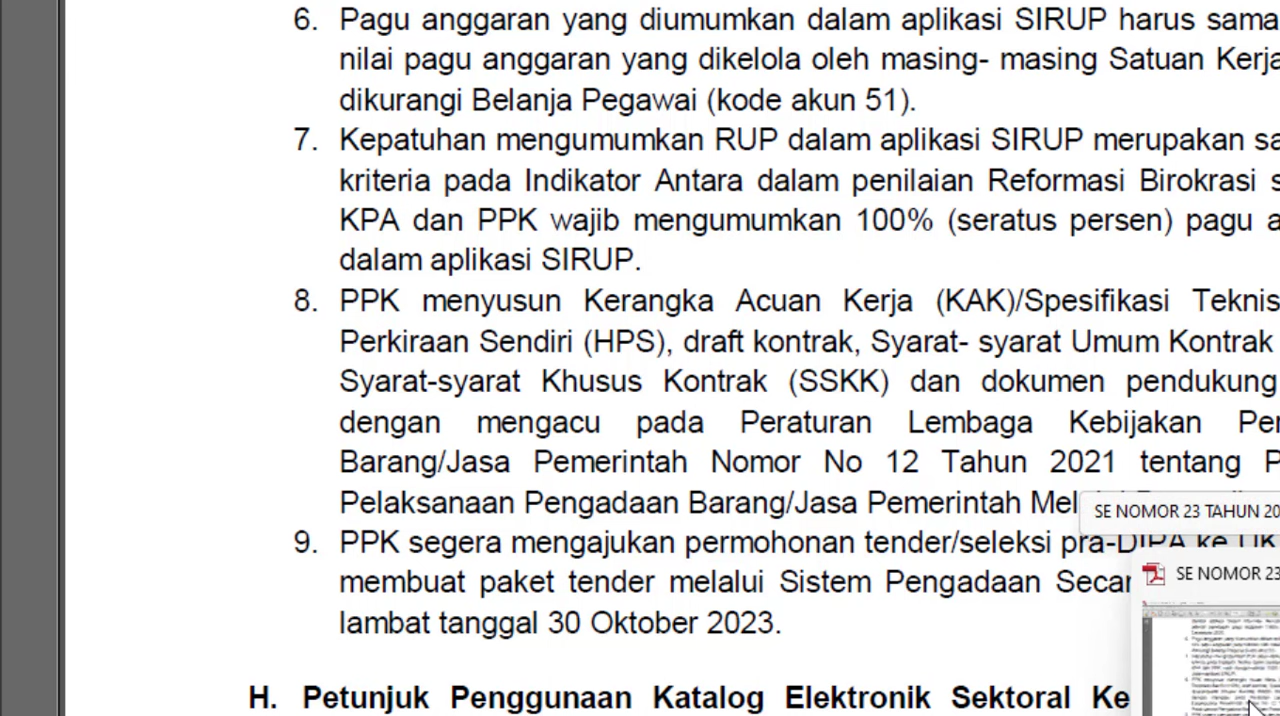 6. Pagu anggaran yang diumumkan dalam aplikasi SIRUP harus sama
nilai pagu anggaran yang dikelola oleh masing- masing Satuan Kerja
dikurangi Belanja Pegawai (kode akun 51).
7. Kepatuhan mengumumkan RUP dalam aplikasi SIRUP merupakan sa
kriteria pada Indikator Antara dalam penilaian Reformasi Birokrasi s
KPA dan PPK wajib mengumumkan 100% (seratus persen) pagu a
dalam aplikasi SIRUP.
8. PPK menyusun Kerangka Acuan Kerja (KAK)/Spesifikasi Teknis
Perkiraan Sendiri (HPS), draft kontrak, Syarat- syarat Umum Kontrak
Syarat-syarat Khusus Kontrak (SSKK) dan dokumen pendukung
dengan mengacu pada Peraturan Lembaga Kebijakan Per
Barang/Jasa Pemerintah Nomor No 12 Tahun 2021 tentang P
Pelaksanaan Pengadaan Barang/Jasa Pemerintah Mel
SE NOMOR 23 TAHUN 20
9. PPK segera mengajukan permohonan tender/seleksi pra-DIPA ke UK
SE NOMOR 23
membuat paket tender melalui Sistem Pengadaan Secar
lambat tanggal 30 Oktober 2023.
H. Petunjuk Penggunaan Katalog Elektronik Sektoral Ke